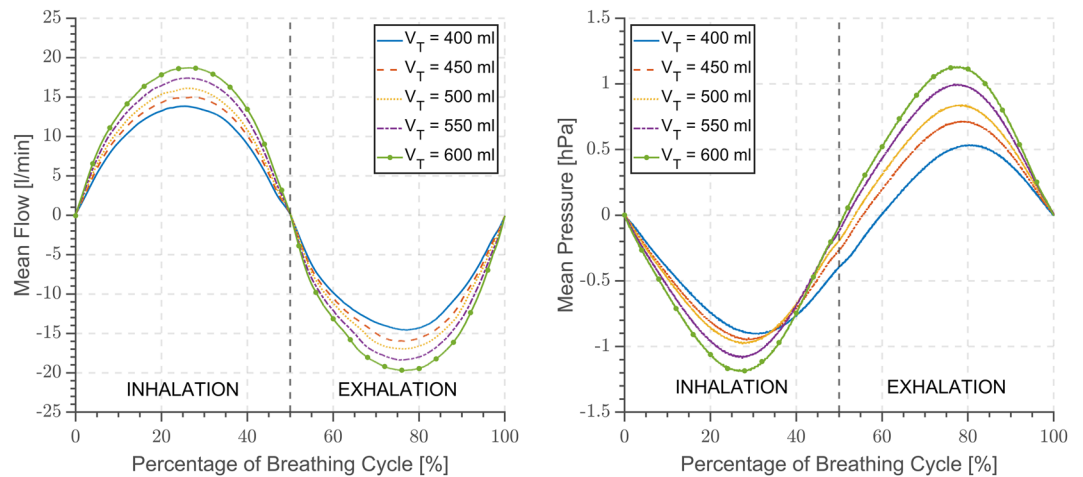 25
20
15
10
5
0
-5
-10
-15
-20
-25
Mean Flow [l/min]
V_T = 400 ml
V_T = 450 ml
V_T = 500 ml
V_T = 550 ml
V_T = 600 ml
INHALATION
EXHALATION
0 20 40 60 80 100
Percentage of Breathing Cycle [%]
1.5
1
0.5
0
-0.5
-1
-1.5
Mean Pressure [hPa]
V_T = 400 ml
V_T = 450 ml
V_T = 500 ml
V_T = 550 ml
V_T = 600 ml
INHALATION
EXHALATION
0 20 40 60 80 100
Percentage of Breathing Cycle [%]